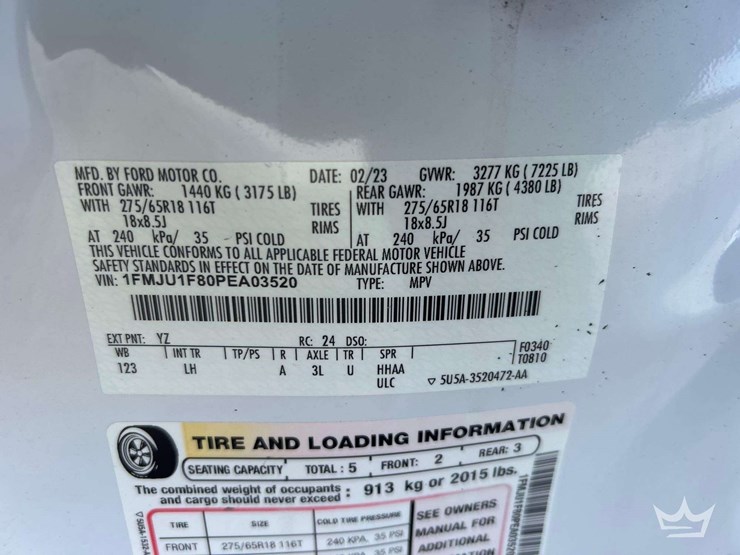 MFD. BY FORD MOTOR CO. DATE: 02/23 GVWR: 3277 KG (7225 LB)
FRONT GAWR: 1440 KG (3175 LB) REAR GAWR: 1987 KG (4380 LB)
WITH 275/65R18 116T TIRES WITH 275/65R18 116T TIRES
18x8.5J RIMS 18x8.5J RIMS
AT 240 kPa/ 35 PSI COLD AT 240 kPa/ 35 PSI COLD
THIS VEHICLE CONFORMS TO ALL APPLICABLE FEDERAL MOTOR VEHICLE
SAFETY STANDARDS IN EFFECT ON THE DATE OF MANUFACTURE SHOWN ABOVE.
VIN: 1FMJU1F80PEA03520 TYPE: MPV
EXT PNT: YZ RC: 24 DSO: F0340
WB INT TR TP/PS R AXLE TR SPR T0810
123 LH A 3L U HHAA
ULC 5U5A-3520472-AA
TIRE AND LOADING INFORMATION
SEATING CAPACITY TOTAL: 5 FRONT: 2 REAR: 3
The combined weight of occupants and cargo should never exceed: 913 kg or 2015 lbs.
TIRE SIZE COLD TIRE PRESSURE SEE OWNERS
MANUAL FOR
FRONT 275/65R18 116T 240 KPA, 35 PSI ADDITIONAL